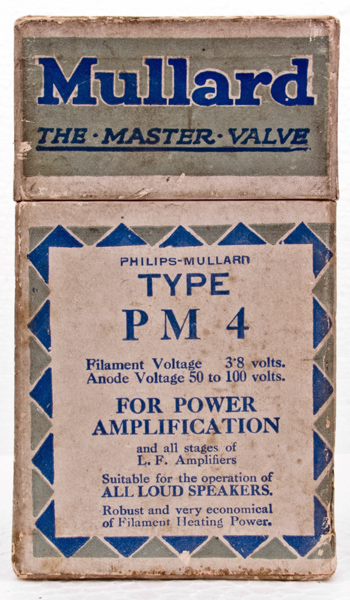 Mullard
THE · MASTER · VALVE
PHILIPS-MULLARD
TYPE
PM 4
Filament Voltage 3·8 volts.
Anode Voltage 50 to 100 volts.
FOR POWER
AMPLIFICATION
and all stages of
L. F. Amplifiers
Suitable for the operation of
ALL LOUD SPEAKERS.
Robust and very economical
of Filament Heating Power.